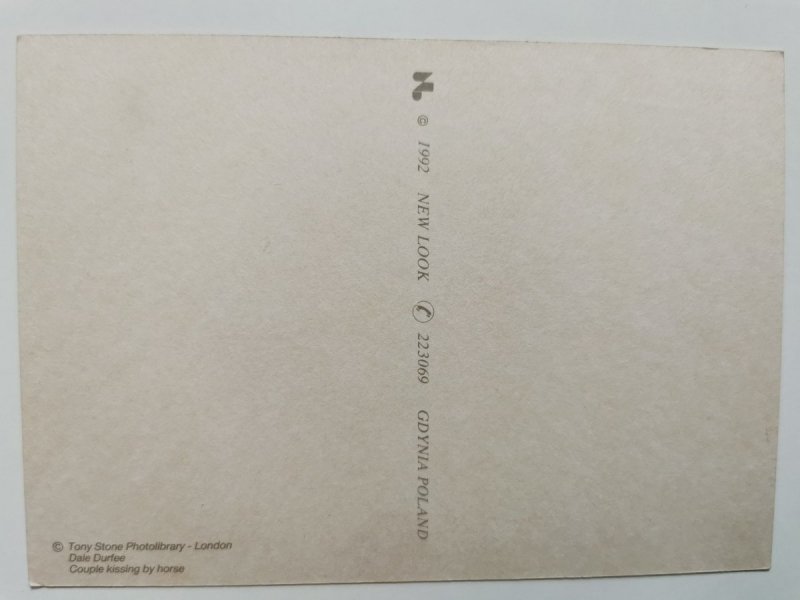 © 1992 NEW LOOK ✆ 223069 GDYNIA POLAND
© Tony Stone Photolibrary - London
Dale Durfee
Couple kissing by horse